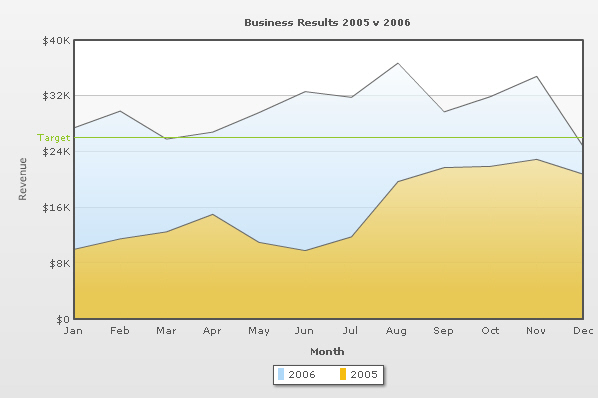 Business Results 2005 v 2006
$40K
$32K
Target
$24K
$16K
$8K
$0
Revenue
Jan Feb Mar Apr May Jun Jul Aug Sep Oct Nov Dec
Month
2006 2005